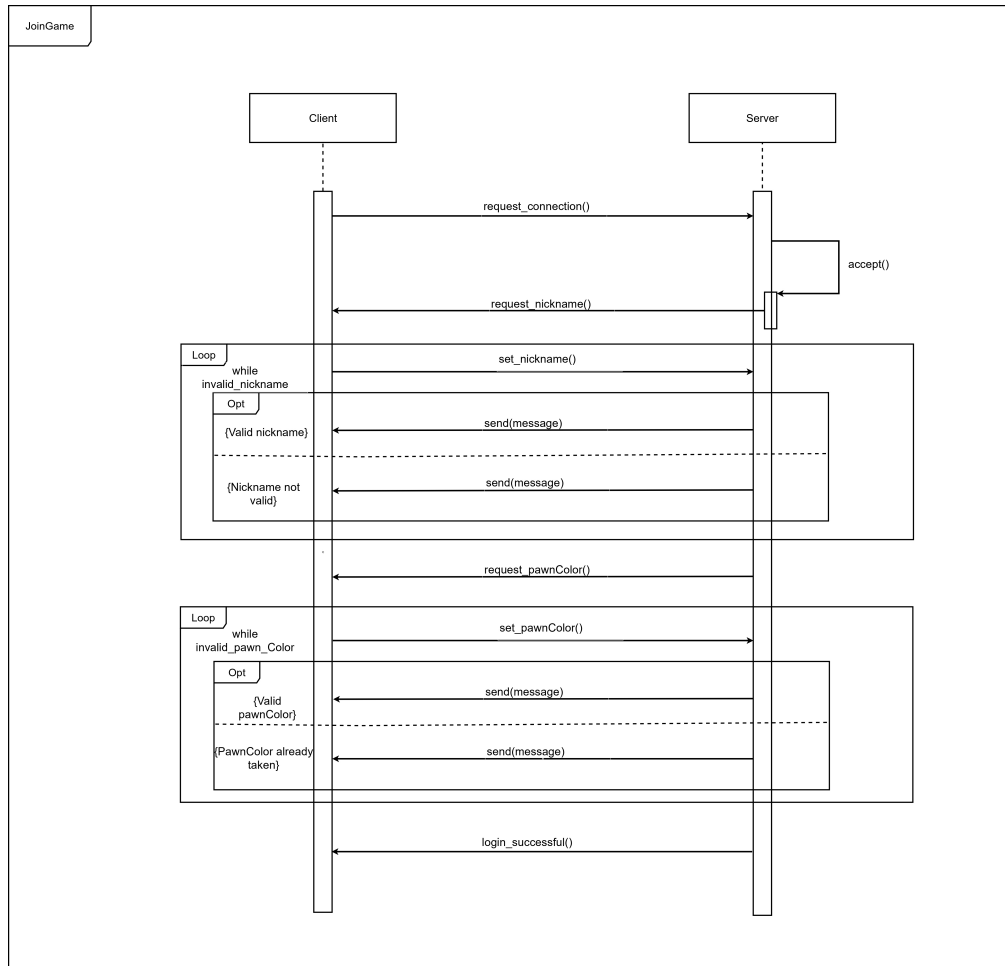 JoinGame
Client
Server
request_connection()
accept()
request_nickname()
Loop
set_nickname()
while
invalid_nickname
Opt
send(message)
{Valid nickname}
send(message)
{Nickname not
valid}
request_pawnColor()
Loop
set_pawnColor()
while
invalid_pawn_Color
Opt
send(message)
{Valid
pawnColor}
send(message)
{PawnColor already
taken}
login_successful()